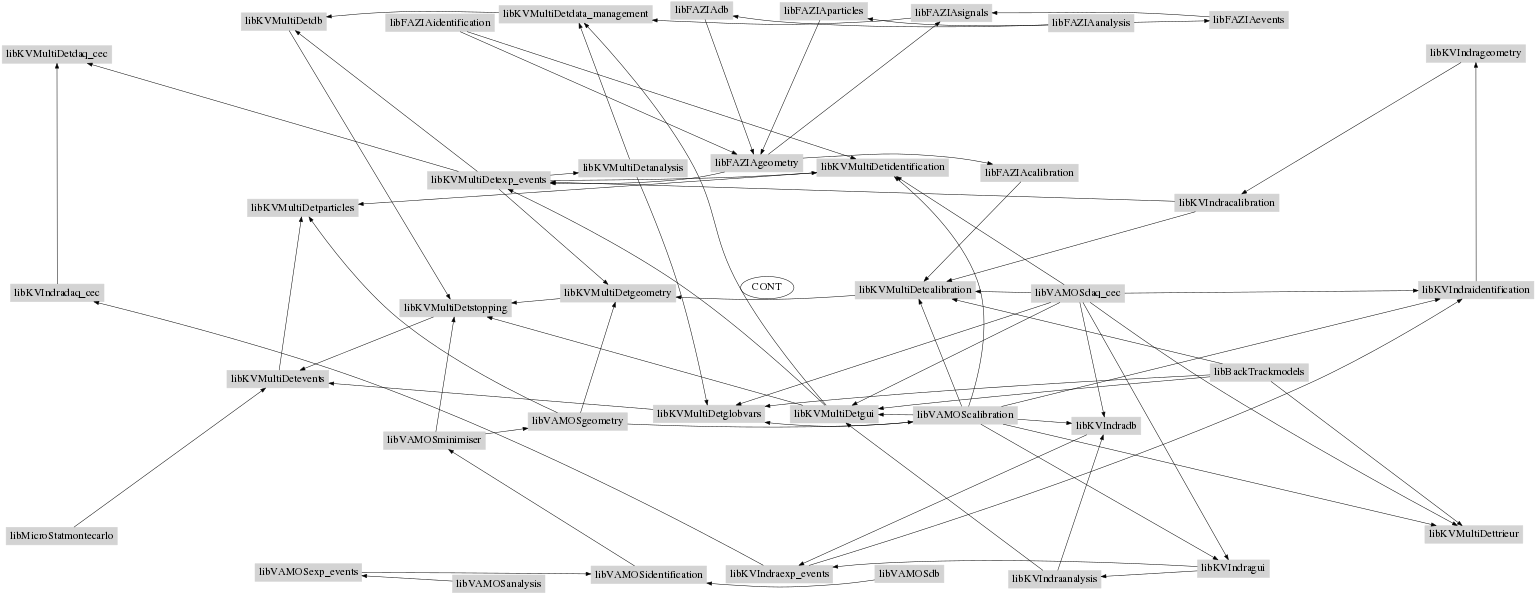 libKVMultiDetdb
libFAZIAidentification
libKVMultiDetdata_management
libFAZIAdb
libFAZIAparticles
libFAZIAsignals
libFAZIAanalysis
libFAZIAevents
libKVMultiDetdaq_cec
libKVIndrageometry
libKVMultiDetexp_events
libKVMultiDetanalysis
libFAZIAgeometry
libKVMultiDetidentification
libFAZIAcalibration
libKVMultiDetparticles
libKVIndracalibration
libKVIndradaq_cec
libKVMultiDetstopping
libKVMultiDetgeometry
CONT
libKVMultiDetcalibration
libVAMOSdaq_cec
libKVIndraidentification
libKVMultiDetevents
libBackTrackmodels
libVAMOSminimiser
libVAMOSgeometry
libKVMultiDetglobvars
libKVMultiDetgui
libVAMOScalibration
libKVIndradb
libMicroStatmontecarlo
libKVMultiDettrieur
libVAMOSexp_events
libVAMOSanalysis
libVAMOSidentification
libKVIndraexp_events
libVAMOSdb
libKVIndraanalysis
libKVIndragui